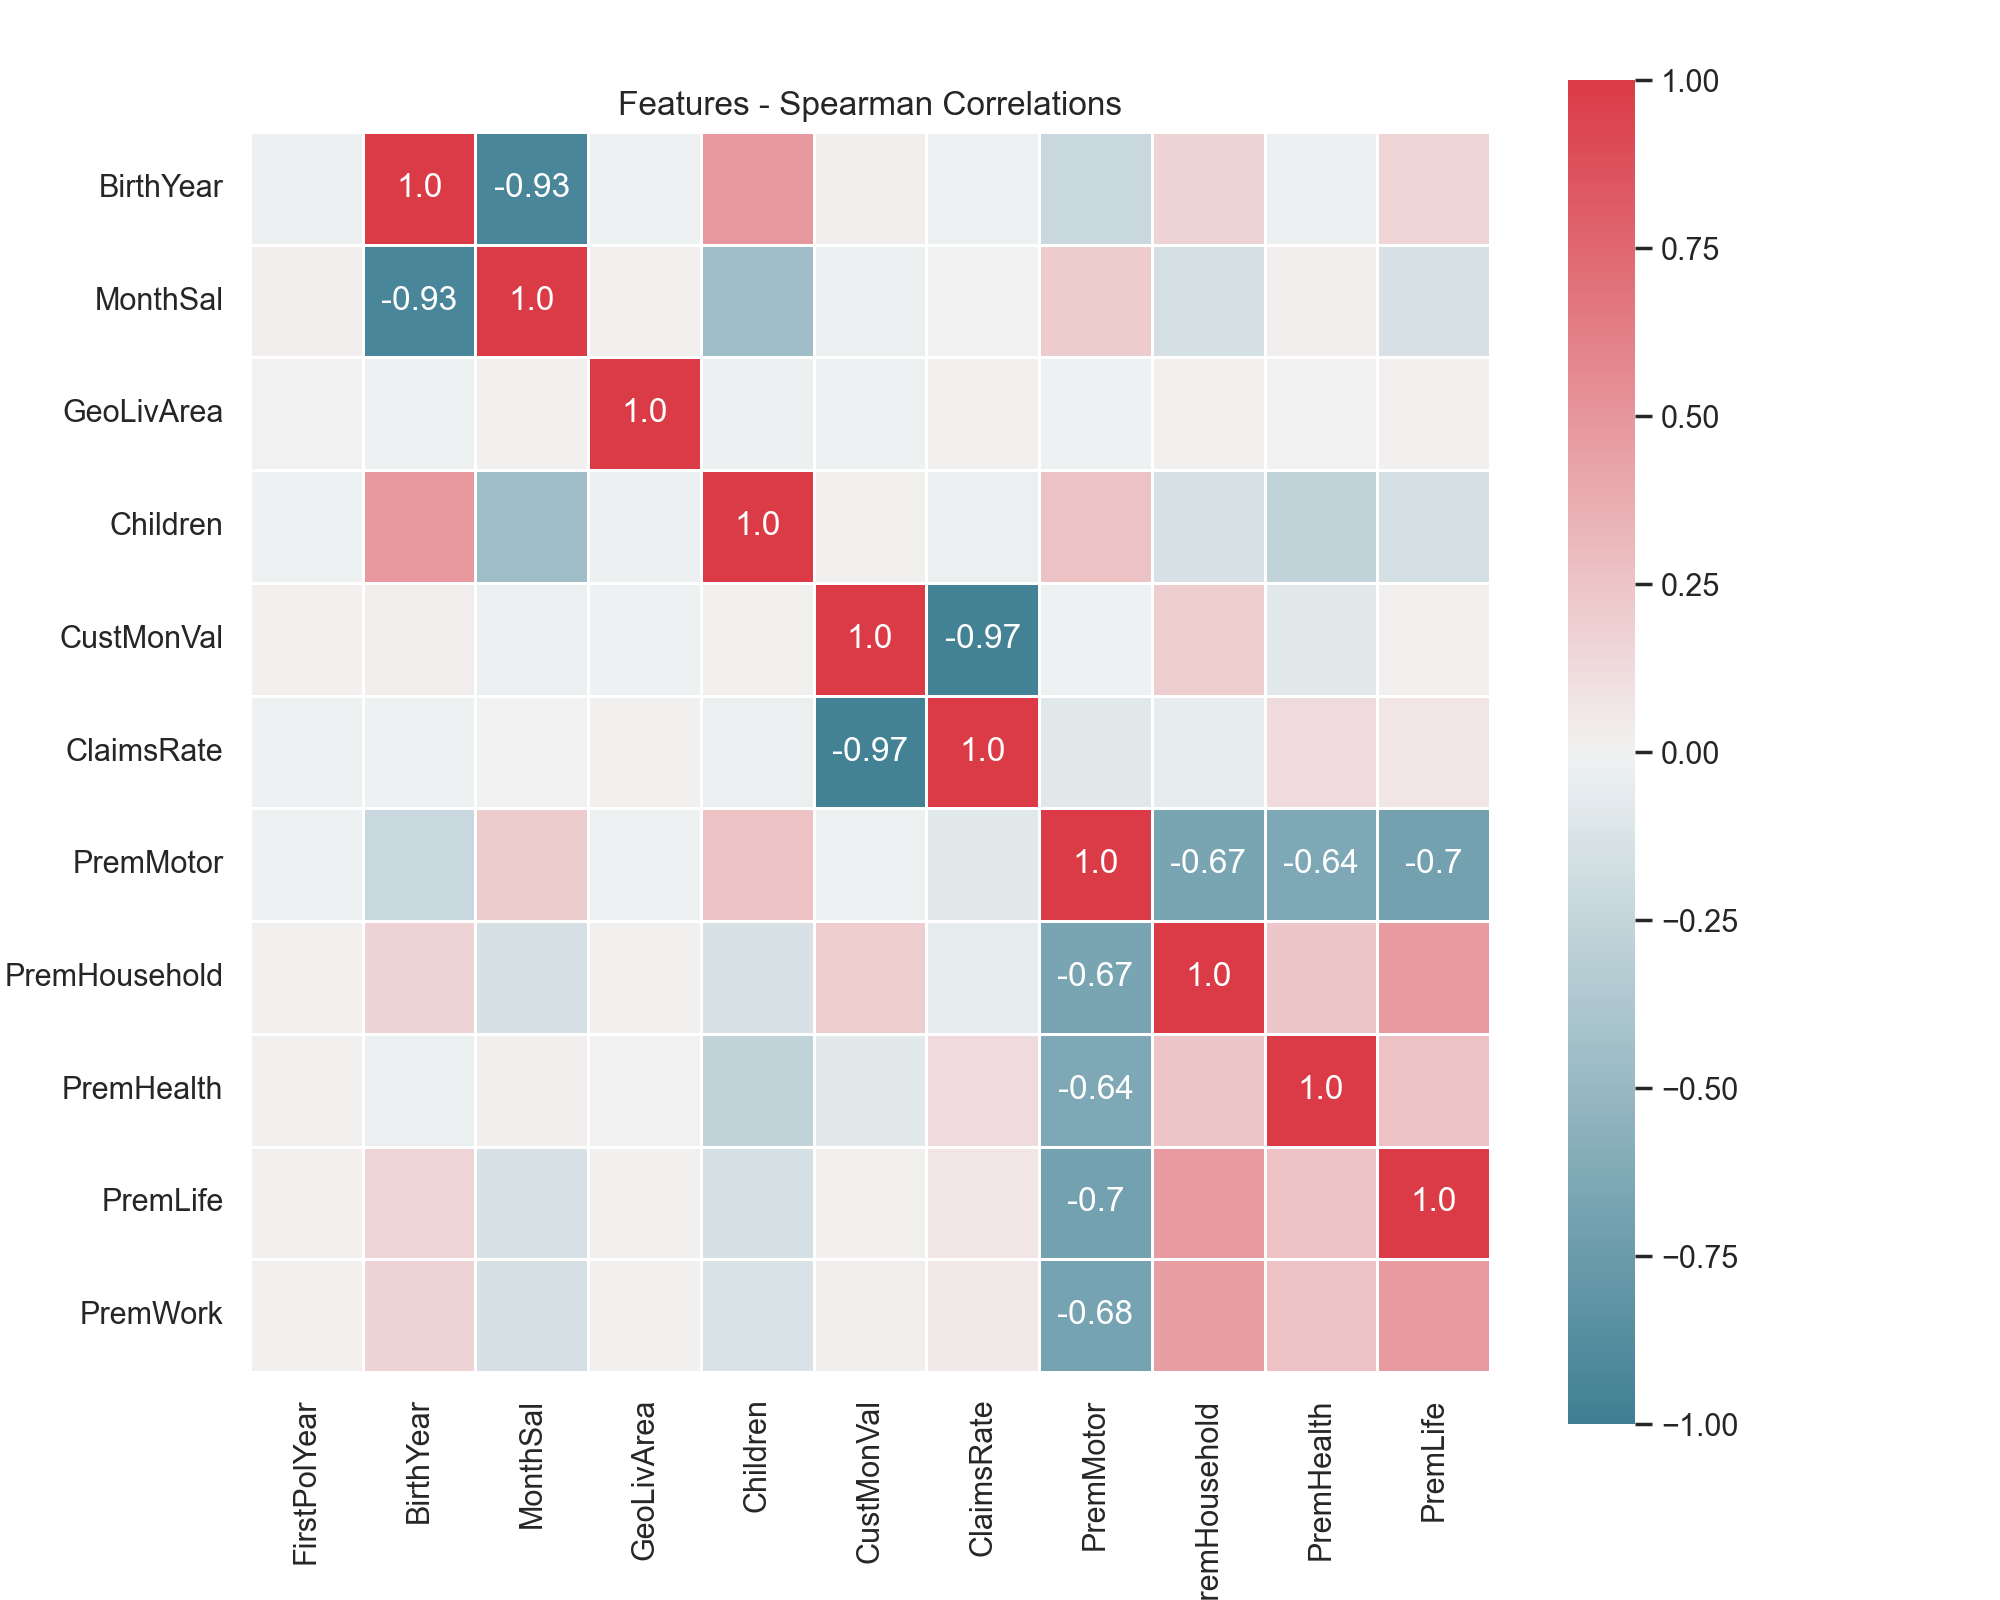 Features - Spearman Correlations
BirthYear 1.0 -0.93
MonthSal -0.93 1.0
GeoLivArea 1.0
Children 1.0
CustMonVal 1.0 -0.97
ClaimsRate -0.97 1.0
PremMotor 1.0 -0.67 -0.64 -0.7
PremHousehold -0.67 1.0
PremHealth -0.64 1.0
PremLife -0.7 1.0
PremWork -0.68
FirstPolYear
BirthYear
MonthSal
GeoLivArea
Children
CustMonVal
ClaimsRate
PremMotor
remHousehold
PremHealth
PremLife
1.00
0.75
0.50
0.25
0.00
−0.25
−0.50
−0.75
−1.00